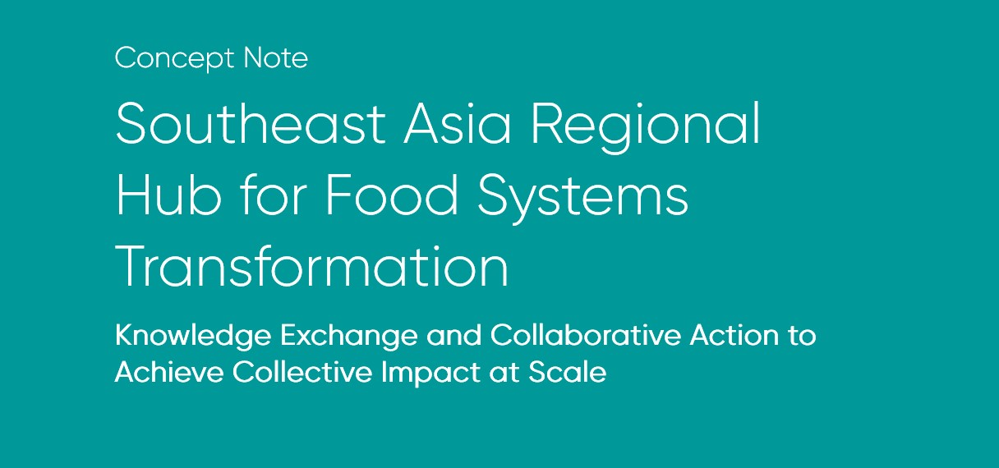 Concept Note
Southeast Asia Regional
Hub for Food Systems
Transformation
Knowledge Exchange and Collaborative Action to
Achieve Collective Impact at Scale